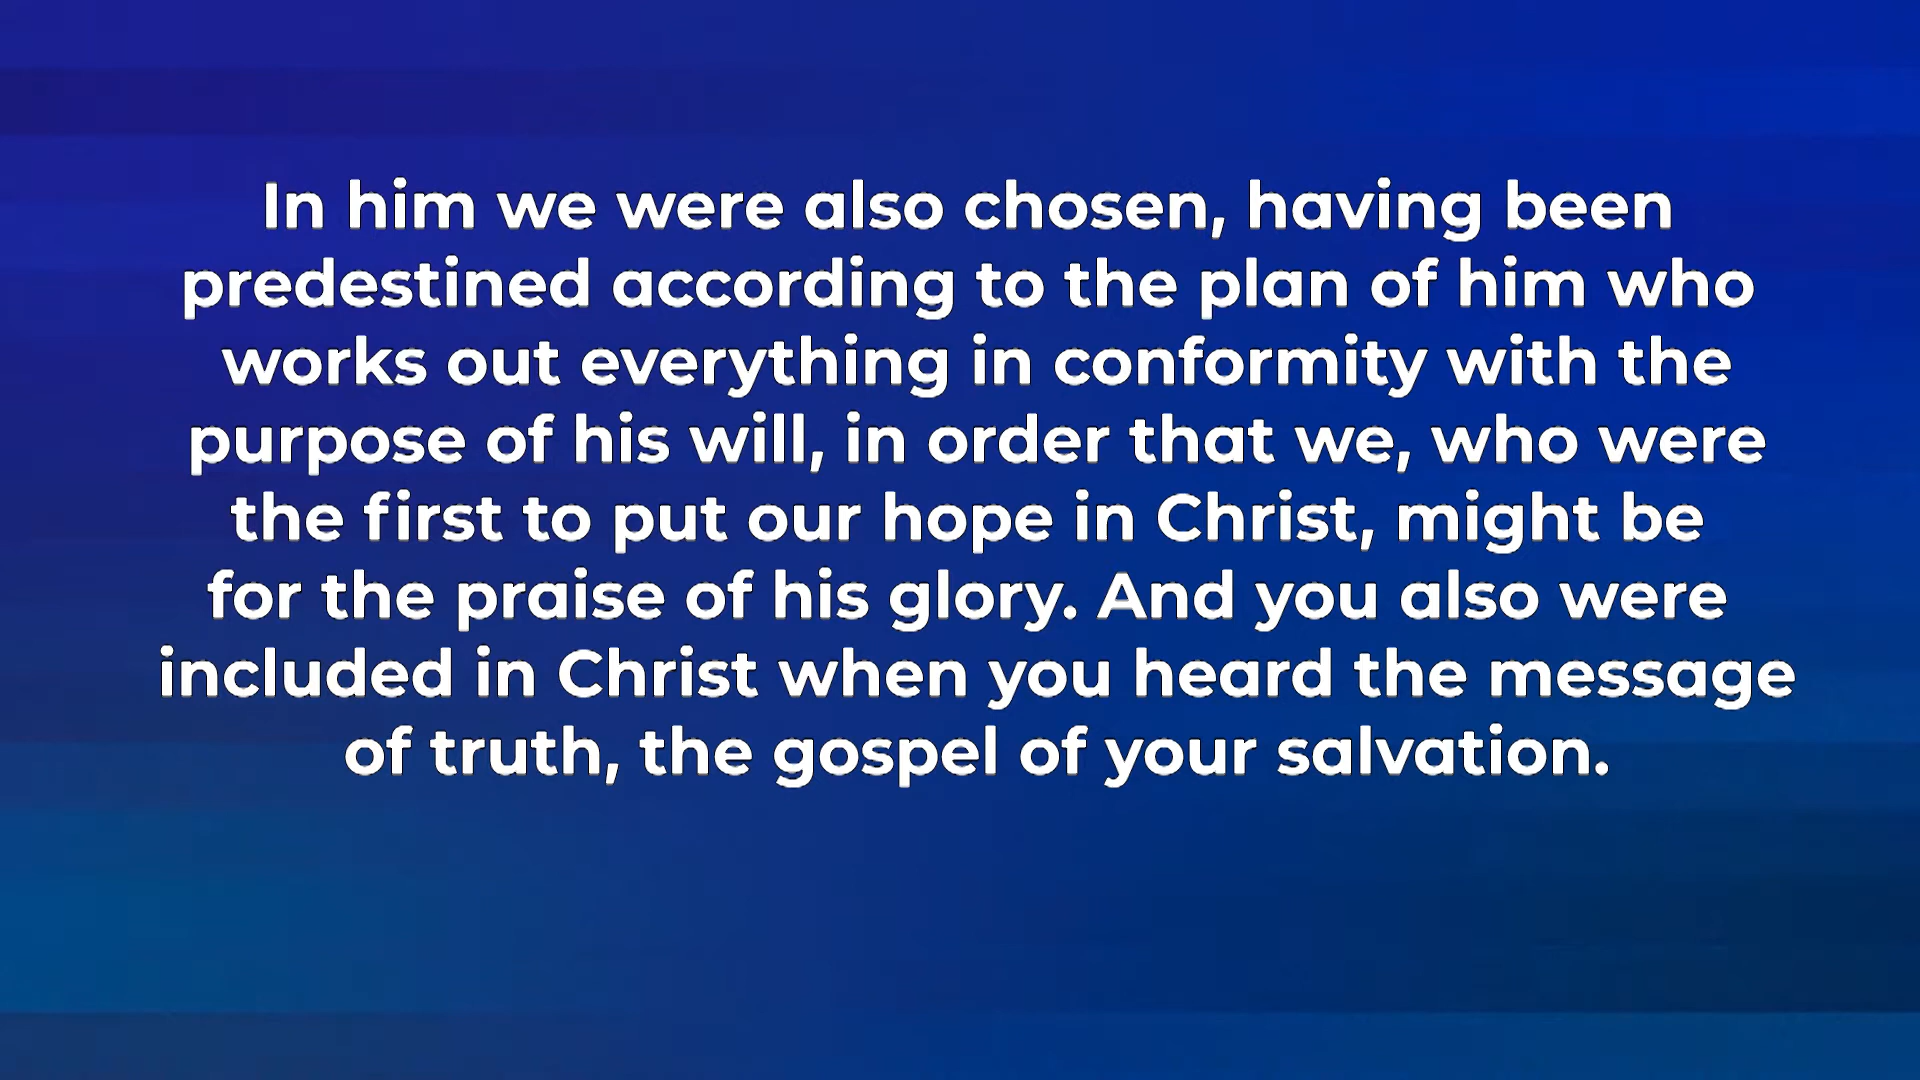 In him we were also chosen, having been
predestined according to the plan of him who
works out everything in conformity with the
purpose of his will, in order that we, who were
the first to put our hope in Christ, might be
for the praise of his glory. And you also were
included in Christ when you heard the message
of truth, the gospel of your salvation.